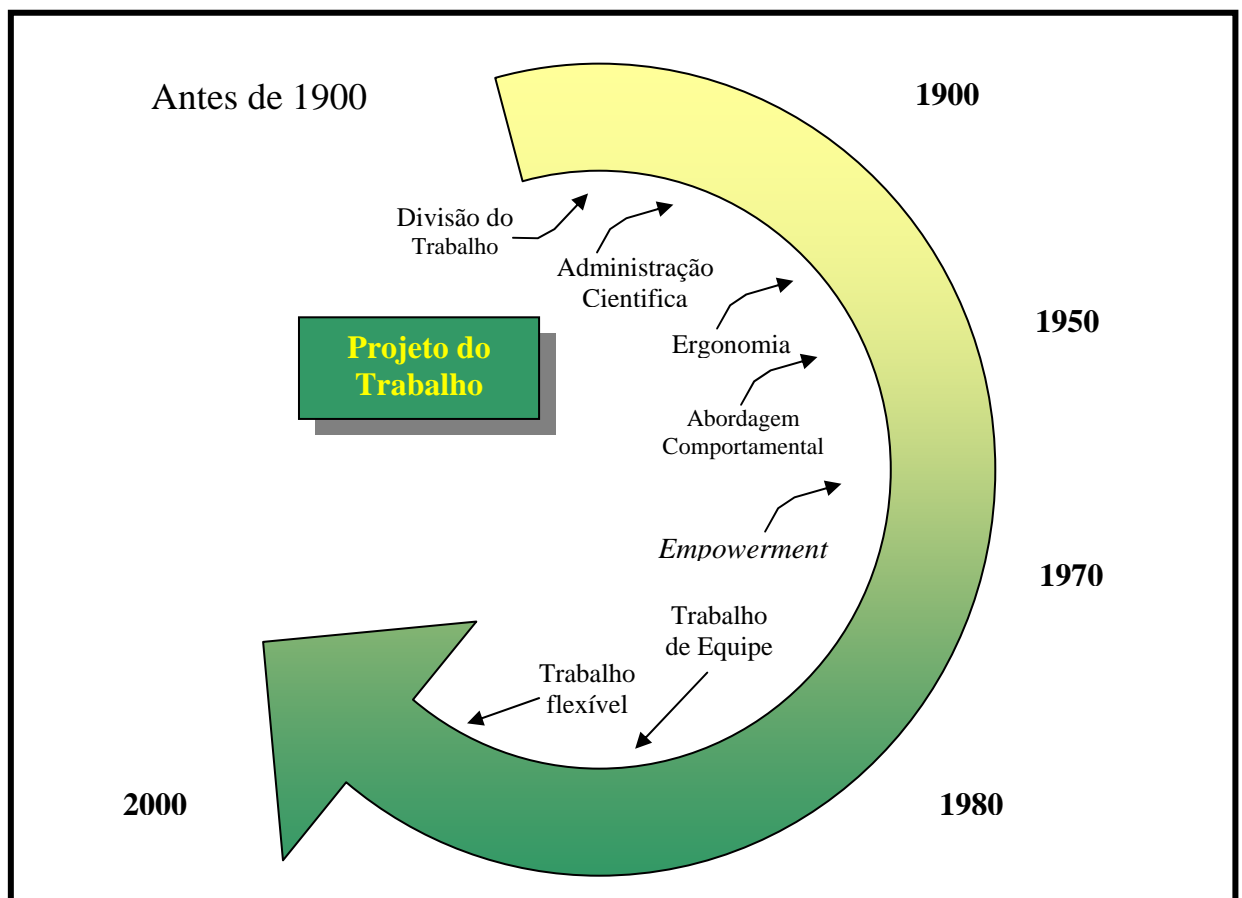 Antes de 1900
1900
Divisão do
Trabalho
Administração
Cientifica
1950
Ergonomia
Projeto do
Trabalho
Abordagem
Comportamental
Empowerment
1970
Trabalho
de Equipe
Trabalho
flexível
2000
1980